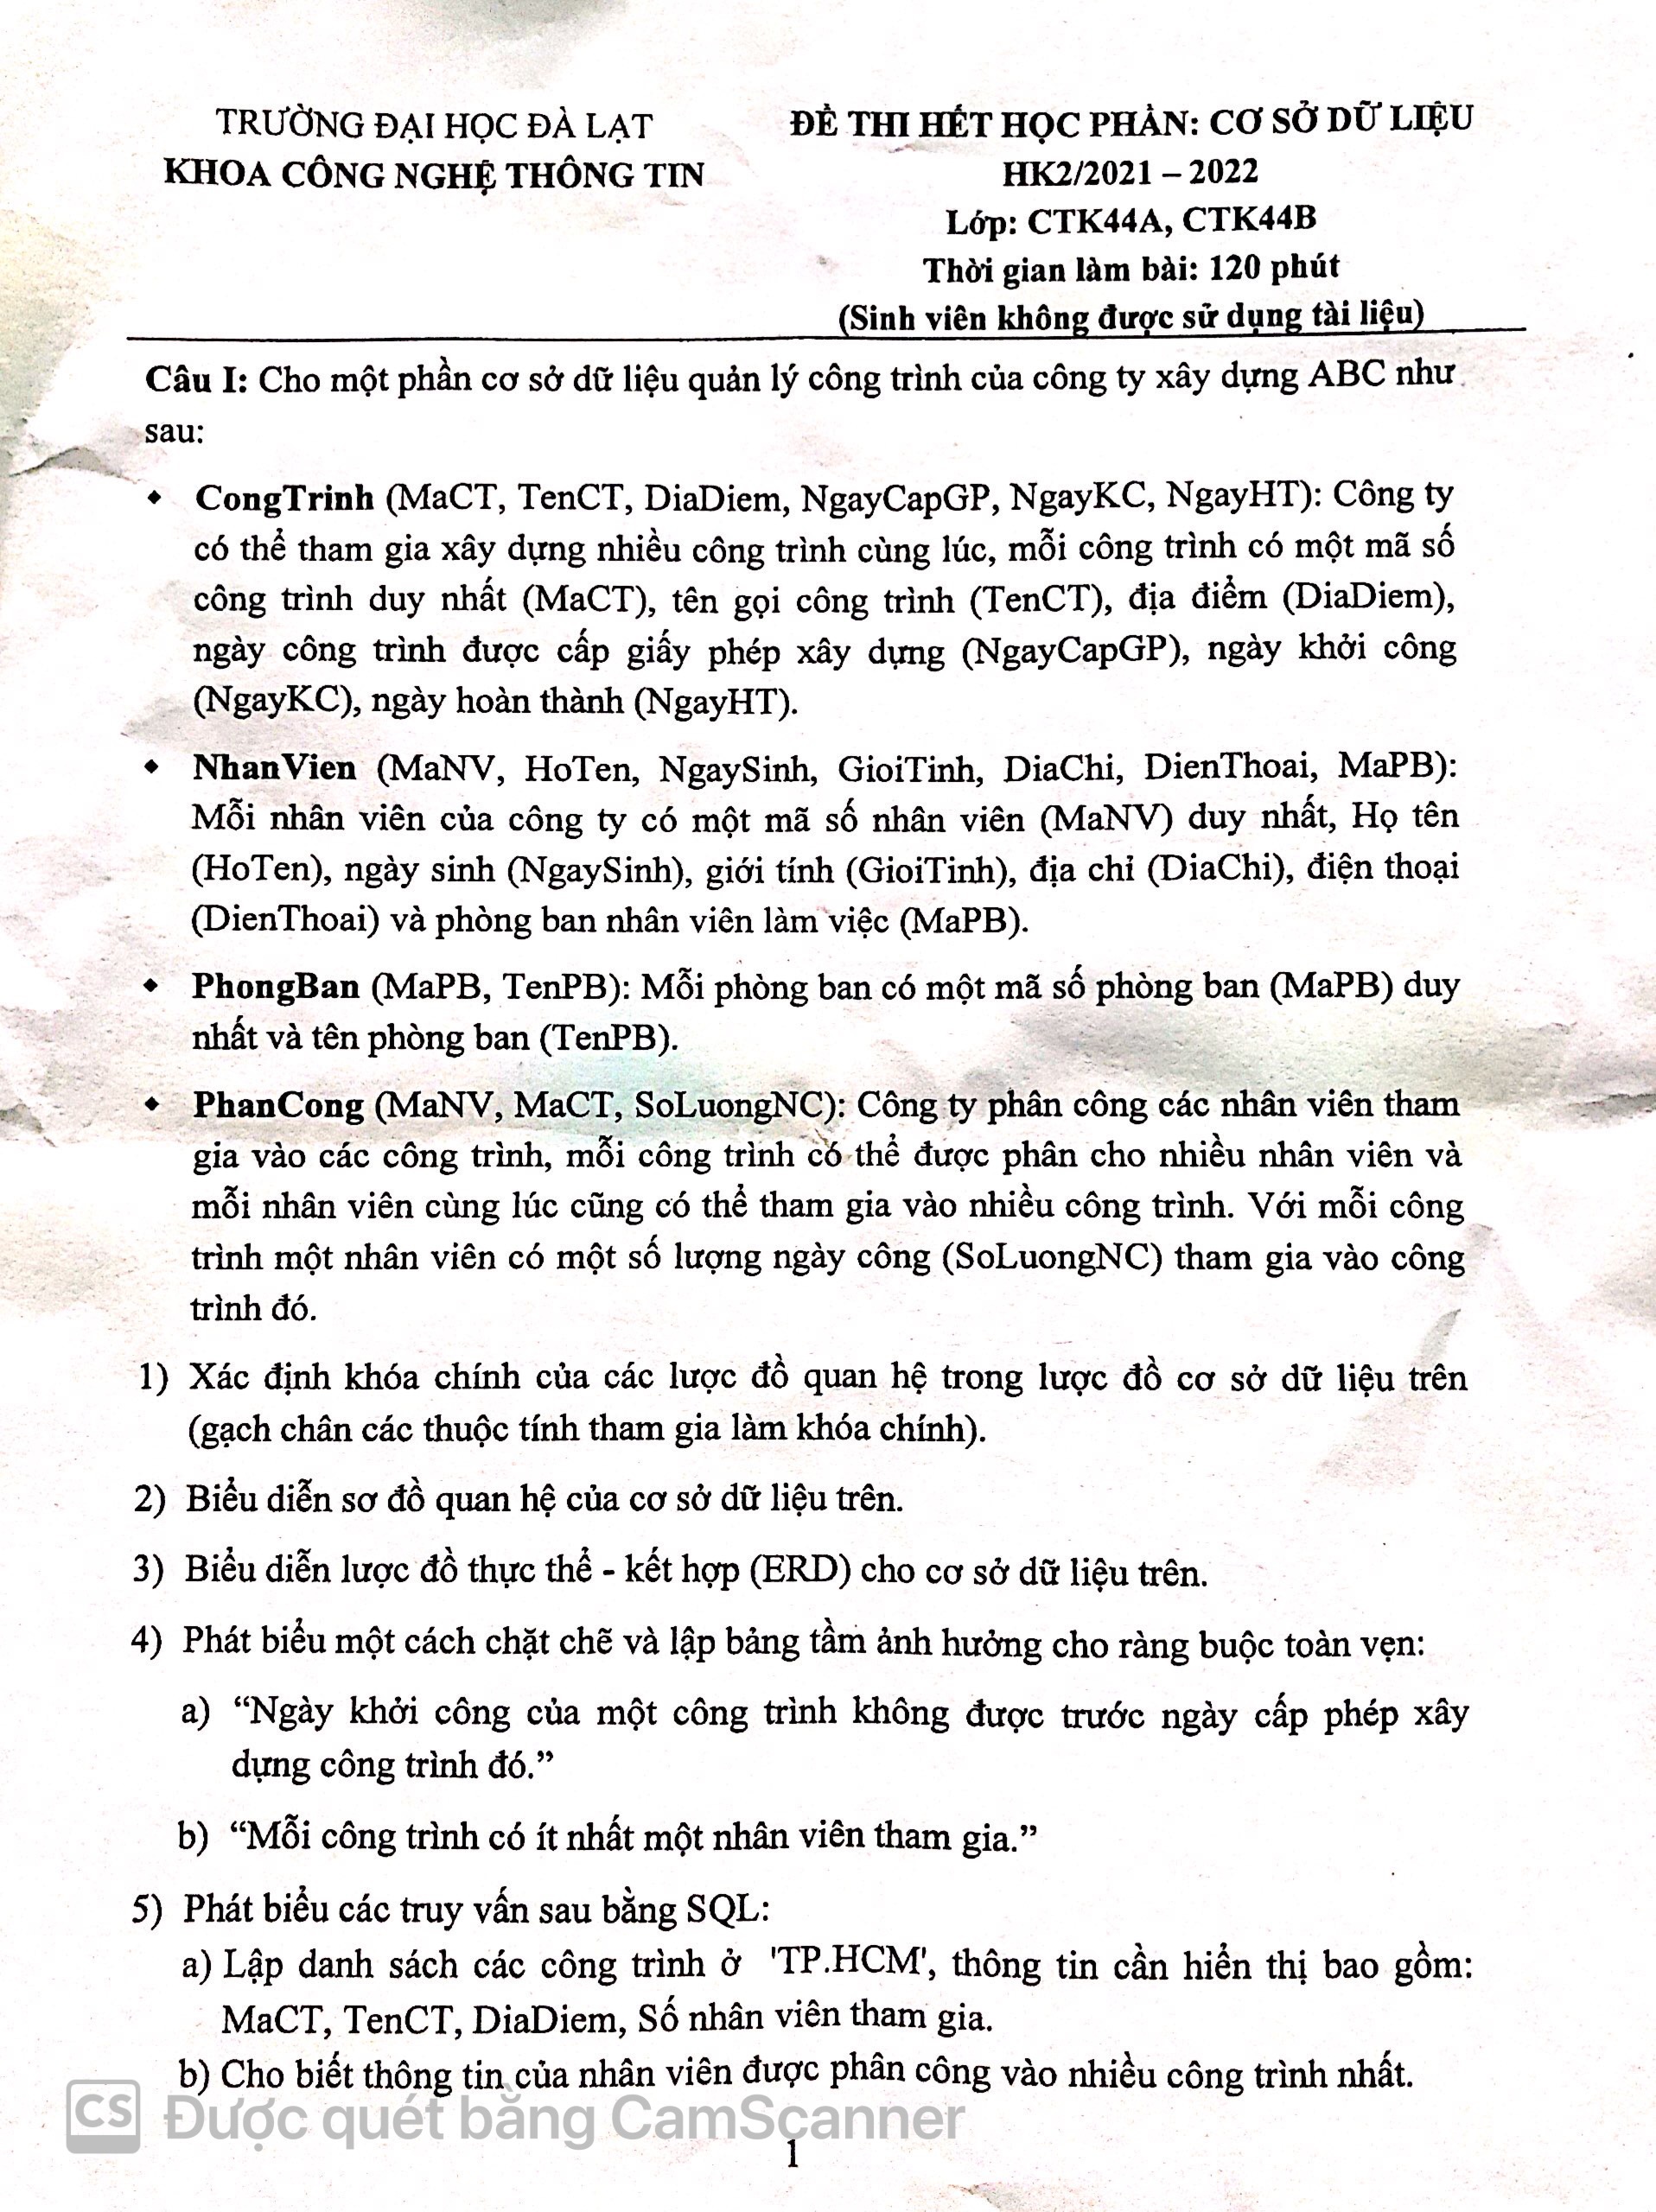 TRƯỜNG ĐẠI HỌC ĐÀ LẠT
KHOA CÔNG NGHỆ THÔNG TIN
ĐỀ THI HẾT HỌC PHẦN: CƠ SỞ DỮ LIỆU
HK2/2021 – 2022
Lớp: CTK44A, CTK44B
Thời gian làm bài: 120 phút
(Sinh viên không được sử dụng tài liệu)
Câu I: Cho một phần cơ sở dữ liệu quản lý công trình của công ty xây dựng ABC như
sau:
◆ CongTrinh (MaCT, TenCT, DiaDiem, NgayCapGP, NgayKC, NgayHT): Công ty
có thể tham gia xây dựng nhiều công trình cùng lúc, mỗi công trình có một mã số
công trình duy nhất (MaCT), tên gọi công trình (TenCT), địa điểm (DiaDiem),
ngày công trình được cấp giấy phép xây dựng (NgayCapGP), ngày khởi công
(NgayKC), ngày hoàn thành (NgayHT).
◆ NhanVien (MaNV, HoTen, NgaySinh, GioiTinh, DiaChi, DienThoai, MaPB):
Mỗi nhân viên của công ty có một mã số nhân viên (MaNV) duy nhất, Họ tên
(HoTen), ngày sinh (NgaySinh), giới tính (GioiTinh), địa chỉ (DiaChi), điện thoại
(DienThoai) và phòng ban nhân viên làm việc (MaPB).
◆ PhongBan (MaPB, TenPB): Mỗi phòng ban có một mã số phòng ban (MaPB) duy
nhất và tên phòng ban (TenPB).
◆ PhanCong (MaNV, MaCT, SoLuongNC): Công ty phân công các nhân viên tham
gia vào các công trình, mỗi công trình có thể được phân cho nhiều nhân viên và
mỗi nhân viên cùng lúc cũng có thể tham gia vào nhiều công trình. Với mỗi công
trình một nhân viên có một số lượng ngày công (SoLuongNC) tham gia vào công
trình đó.
1) Xác định khóa chính của các lược đồ quan hệ trong lược đồ cơ sở dữ liệu trên
(gạch chân các thuộc tính tham gia làm khóa chính).
2) Biểu diễn sơ đồ quan hệ của cơ sở dữ liệu trên.
3) Biểu diễn lược đồ thực thể - kết hợp (ERD) cho cơ sở dữ liệu trên.
4) Phát biểu một cách chặt chẽ và lập bảng tầm ảnh hưởng cho ràng buộc toàn vẹn:
a) “Ngày khởi công của một công trình không được trước ngày cấp phép xây
dựng công trình đó.”
b) “Mỗi công trình có ít nhất một nhân viên tham gia.”
5) Phát biểu các truy vấn sau bằng SQL:
a) Lập danh sách các công trình ở 'TP.HCM', thông tin cần hiển thị bao gồm:
MaCT, TenCT, DiaDiem, Số nhân viên tham gia.
b) Cho biết thông tin của nhân viên được phân công vào nhiều công trình nhất.
CS Được quét bằng CamScanner
1